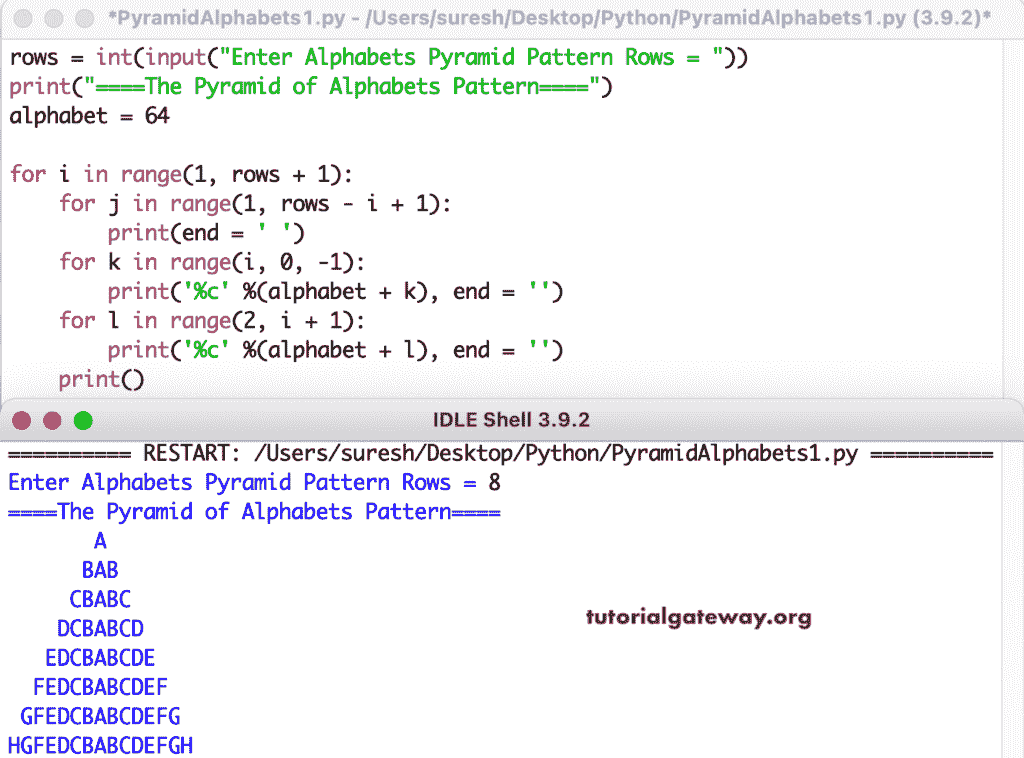 *PyramidAlphabets1.py - /Users/suresh/Desktop/Python/PyramidAlphabets1.py (3.9.2)*
rows = int(input("Enter Alphabets Pyramid Pattern Rows = "))
print("====The Pyramid of Alphabets Pattern====")
alphabet = 64

for i in range(1, rows + 1):
    for j in range(1, rows - i + 1):
        print(end = ' ')
    for k in range(i, 0, -1):
        print('%c' %(alphabet + k), end = '')
    for l in range(2, i + 1):
        print('%c' %(alphabet + l), end = '')
    print()
IDLE Shell 3.9.2
========== RESTART: /Users/suresh/Desktop/Python/PyramidAlphabets1.py ==========
Enter Alphabets Pyramid Pattern Rows = 8
====The Pyramid of Alphabets Pattern====
       A
      BAB
     CBABC
    DCBABCD
   EDCBABCDE
  FEDCBABCDEF
 GFEDCBABCDEFG
HGFEDCBABCDEFGH
tutorialgateway.org